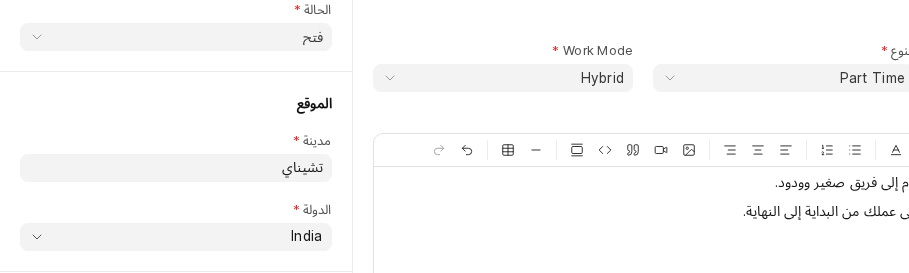 الحالة *
فتح
الموقع
مدينة *
تشيناي
الدولة *
India
Work Mode *
Hybrid
Part Time
إلى فريق صغير وودود.
عملك من البداية إلى النهاية.